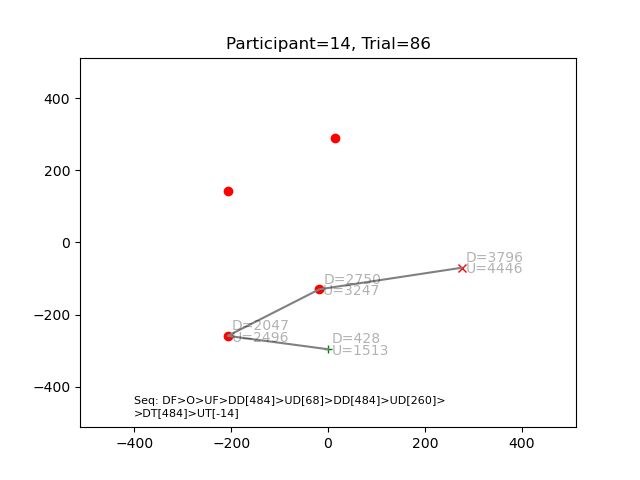 Participant=14, Trial=86
400
200
0
−200
−400
D=3796
U=4446
D=2750
U=3247
D=2047
U=2496
D=428
U=1513
Seq: DF>O>UF>DD[484]>UD[68]>DD[484]>UD[260]>
>DT[484]>UT[-14]
−400 −200 0 200 400